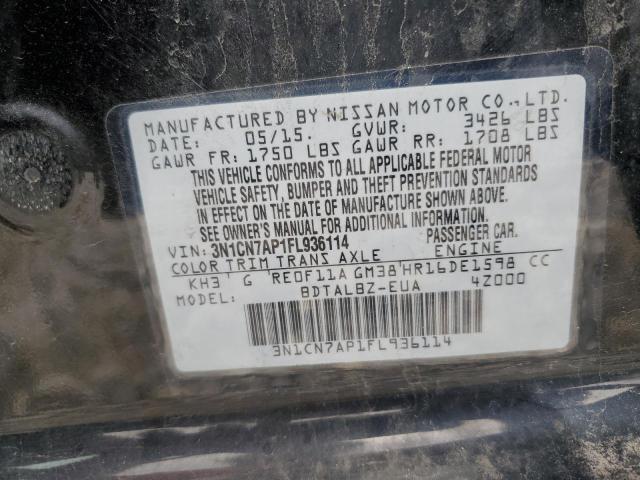 MANUFACTURED BY NISSAN MOTOR CO., LTD.
DATE: 05/15. GVWR: 3426 LBS
GAWR FR: 1750 LBS GAWR RR: 1708 LBS
THIS VEHICLE CONFORMS TO ALL APPLICABLE FEDERAL MOTOR
VEHICLE SAFETY, BUMPER AND THEFT PREVENTION STANDARDS
IN EFFECT ON THE DATE OF MANUFACTURE SHOWN ABOVE.
SEE OWNER'S MANUAL FOR ADDITIONAL INFORMATION.
VIN: 3N1CN7AP1FL936114 PASSENGER CAR.
COLOR TRIM TRANS AXLE ENGINE
KH3 G RE0F11A GM38 HR16DE1598 CC
MODEL: BDTALBZ-EUA 4Z000
3N1CN7AP1FL936114